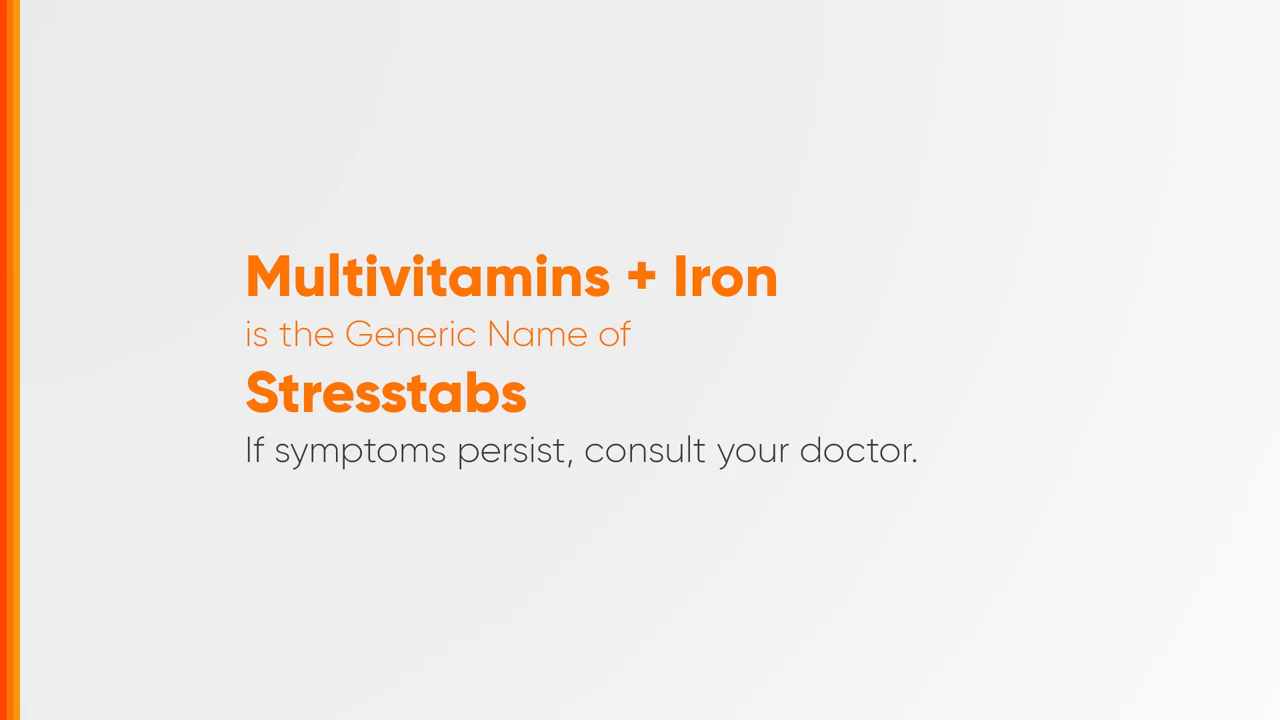 Multivitamins + Iron
is the Generic Name of
Stresstabs
If symptoms persist, consult your doctor.